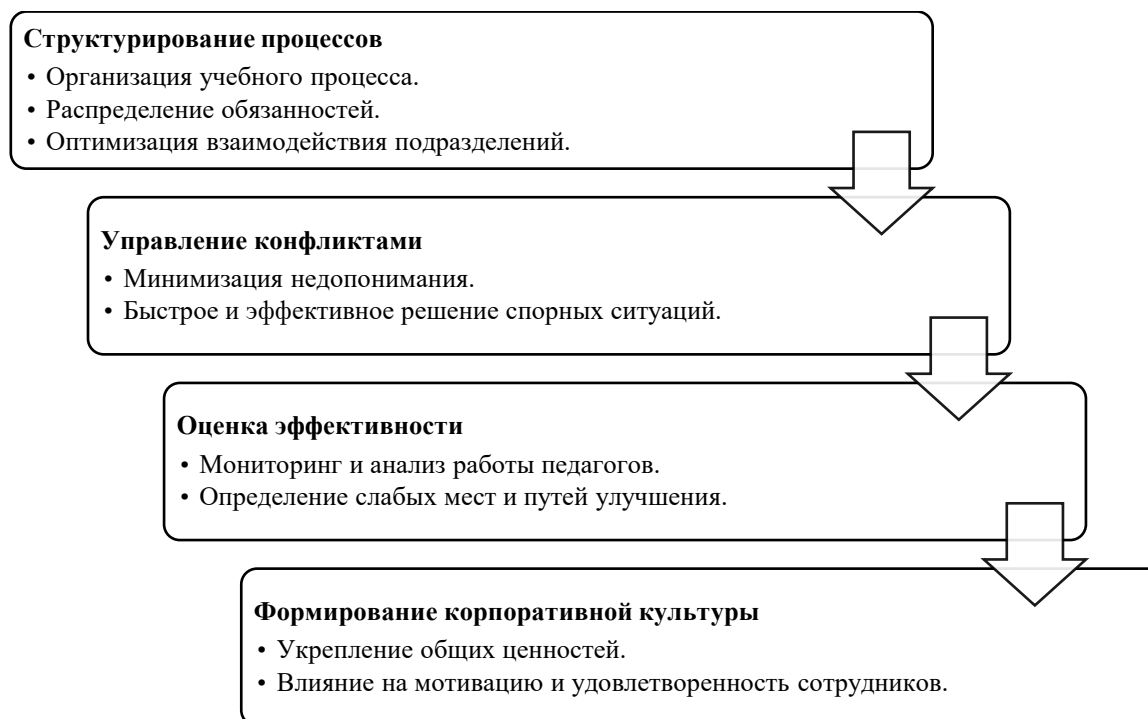 Структурирование процессов
• Организация учебного процесса.
• Распределение обязанностей.
• Оптимизация взаимодействия подразделений.
Управление конфликтами
• Минимизация недопонимания.
• Быстрое и эффективное решение спорных ситуаций.
Оценка эффективности
• Мониторинг и анализ работы педагогов.
• Определение слабых мест и путей улучшения.
Формирование корпоративной культуры
• Укрепление общих ценностей.
• Влияние на мотивацию и удовлетворенность сотрудников.